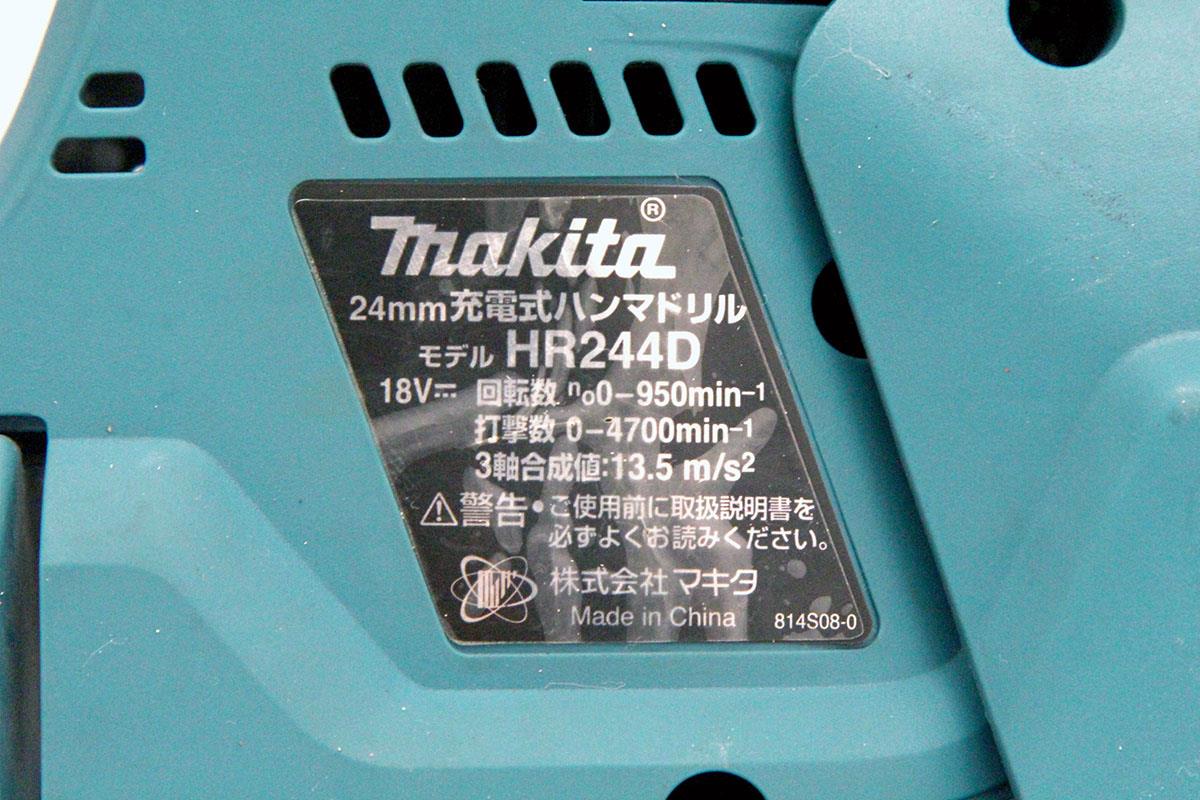 makita®
24mm充電式ハンマドリル
モデル HR244D
18V⎓ 回転数 n₀0−950min⁻¹
打撃数 0−4700min⁻¹
3軸合成値:13.5 m/s²
⚠警告・ご使用前に取扱説明書を
必ずよくお読みください。
株式会社 マキタ
Made in China 814S08-0